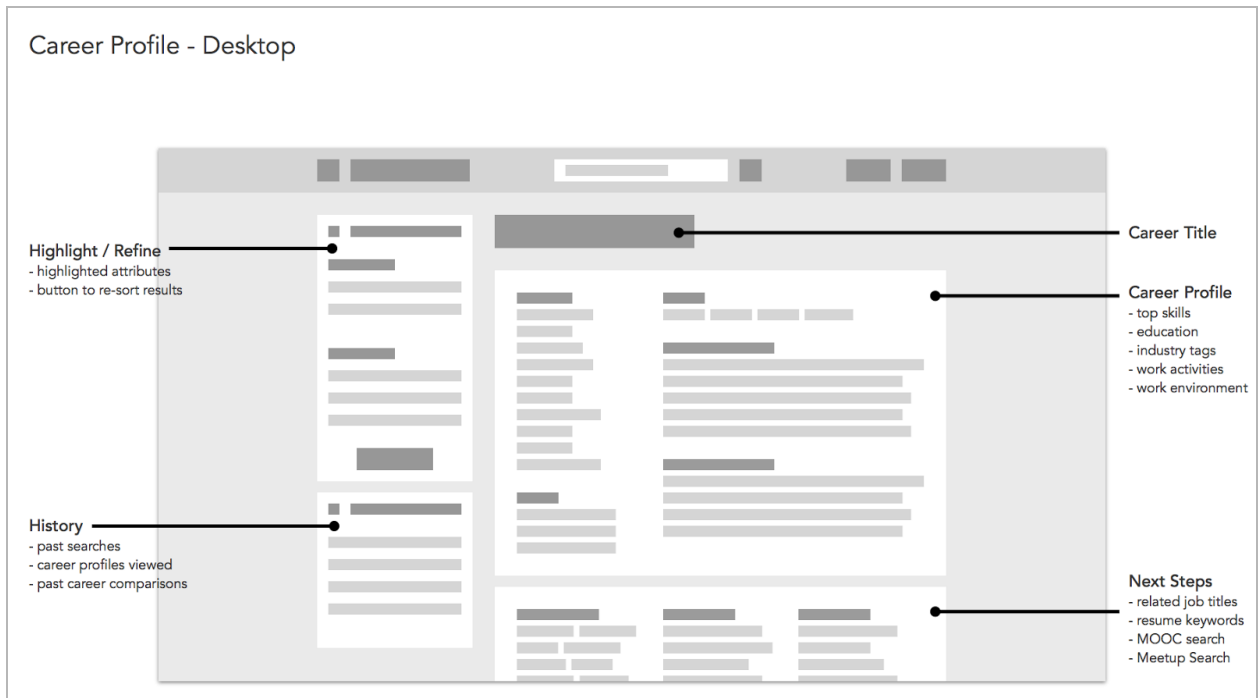 Career Profile - Desktop
Highlight / Refine
- highlighted attributes
- button to re-sort results
History
- past searches
- career profiles viewed
- past career comparisons
Career Title
Career Profile
- top skills
- education
- industry tags
- work activities
- work environment
Next Steps
- related job titles
- resume keywords
- MOOC search
- Meetup Search